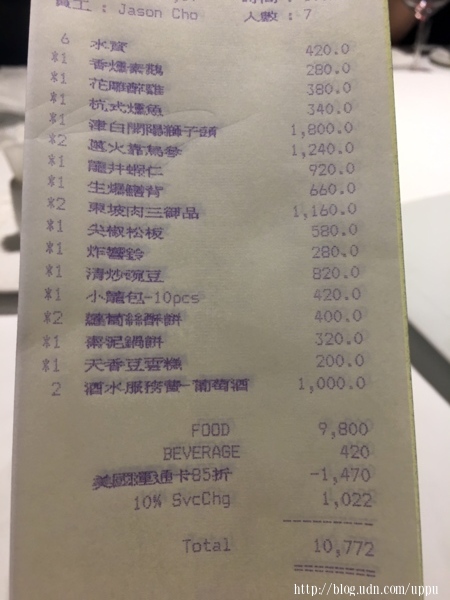 員工 : Jason Cho 人數 : 7
6 水資 420.0
*1 香燻素鵝 280.0
*1 花雕醉雞 380.0
*1 杭式燻魚 340.0
*1 津白開陽獅子頭 1,800.0
*2 蔥火靠烏參 1,240.0
*1 龍井蝦仁 920.0
*1 生爆鱔背 660.0
*2 東坡肉三御品 1,160.0
*1 尖椒松板 580.0
*1 炸響鈴 280.0
*1 清炒豌豆 820.0
*1 小籠包-10pcs 420.0
*2 蘿蔔絲酥餅 400.0
*1 棗泥鍋餅 320.0
*1 天香豆雲糕 200.0
2 酒水服務費-葡萄酒 1,000.0
FOOD 9,800
BEVERAGE 420
美國運通卡85折 -1,470
10% SvcChg 1,022
Total 10,772
http://blog.udn.com/uppu